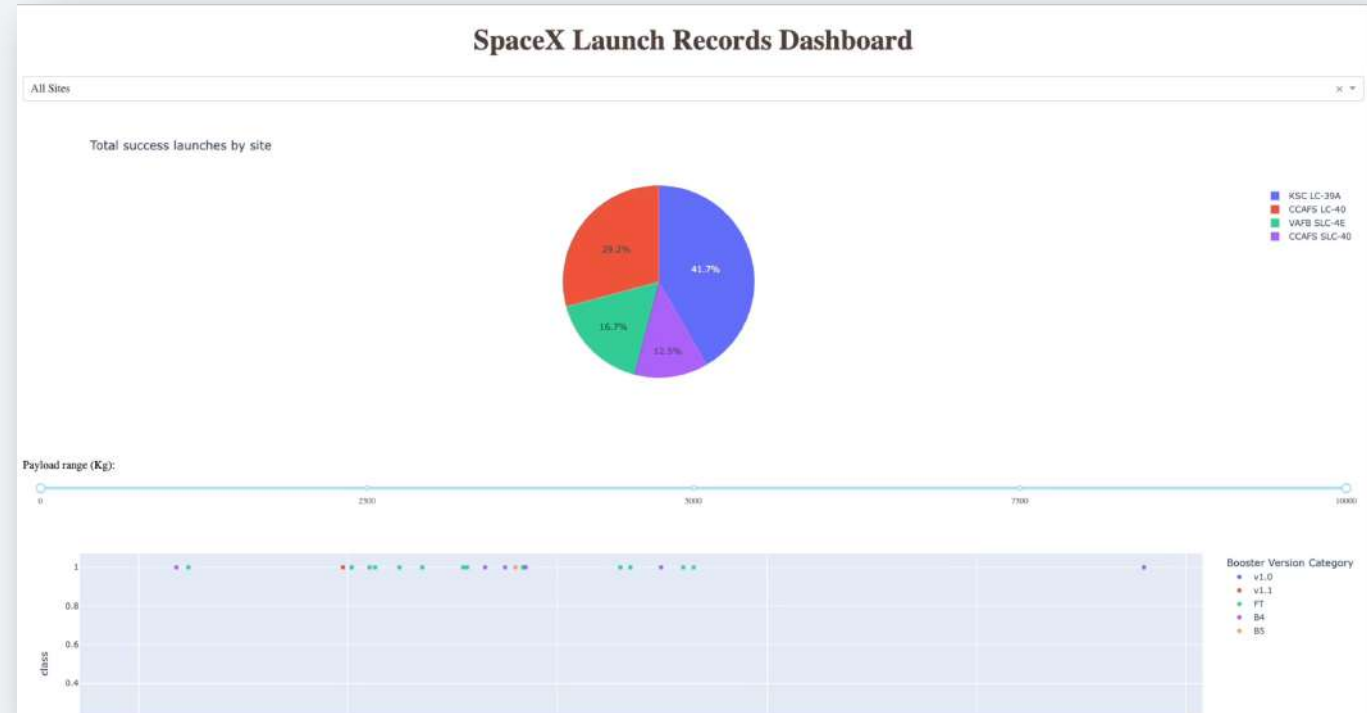 SpaceX Launch Records Dashboard
All Sites
Total success launches by site
KSC LC-39A
CCAFS LC-40
VAFB SLC-4E
CCAFS SLC-40
29.2%
41.7%
16.7%
12.5%
Payload range (Kg):
0
2500
5000
7500
10000
Booster Version Category
v1.0
v1.1
FT
B4
B5
1
0.8
0.6
0.4
class